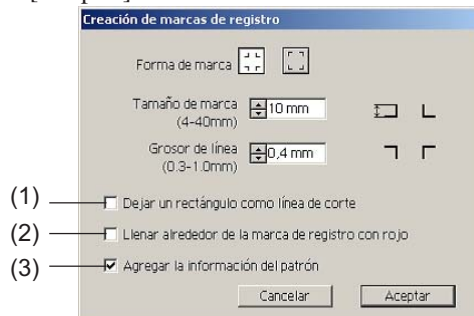 Creación de marcas de registro
Forma de marca
Tamaño de marca 10 mm
(4-40mm)
Grosor de línea 0,4 mm
(0.3-1.0mm)
(1) Dejar un rectángulo como línea de corte
(2) Llenar alrededor de la marca de registro con rojo
(3) Agregar la información del patrón
Cancelar Aceptar